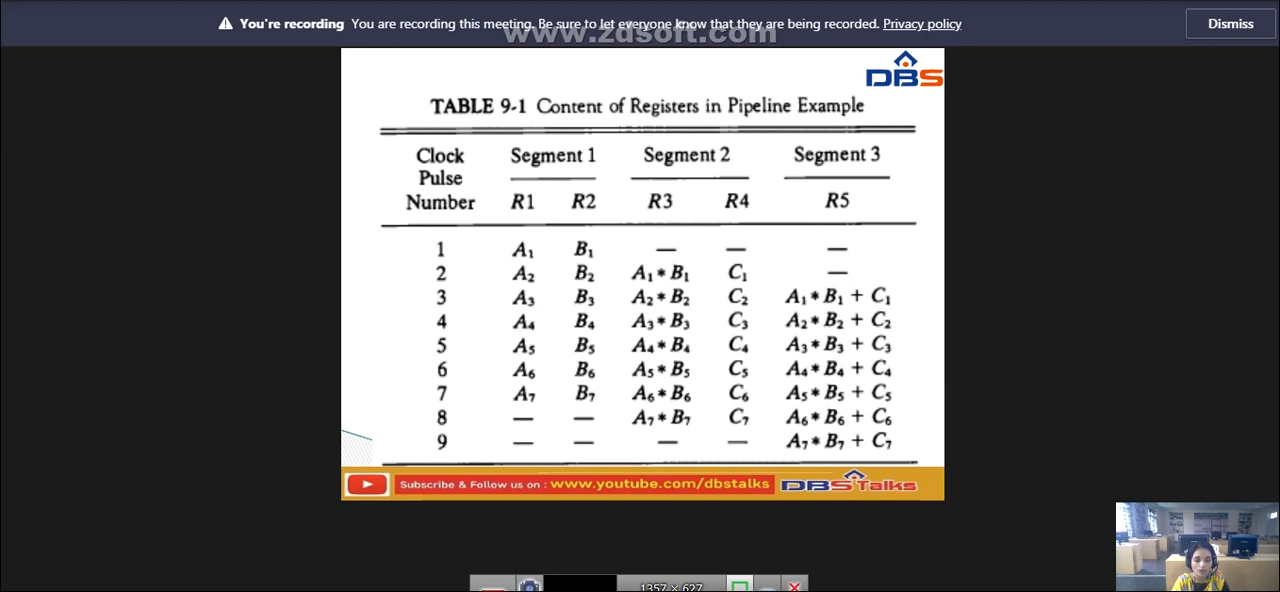 You're recording You are recording this meeting. Be sure to let everyone know that they are being recorded. Privacy policy Dismiss
www.zdsoft.com
DBS
TABLE 9-1 Content of Registers in Pipeline Example
Clock Pulse Number Segment 1 Segment 2 Segment 3
R1 R2 R3 R4 R5
1 A₁ B₁ — — —
2 A₂ B₂ A₁ * B₁ C₁ —
3 A₃ B₃ A₂ * B₂ C₂ A₁ * B₁ + C₁
4 A₄ B₄ A₃ * B₃ C₃ A₂ * B₂ + C₂
5 A₅ B₅ A₄ * B₄ C₄ A₃ * B₃ + C₃
6 A₆ B₆ A₅ * B₅ C₅ A₄ * B₄ + C₄
7 A₇ B₇ A₆ * B₆ C₆ A₅ * B₅ + C₅
8 — — A₇ * B₇ C₇ A₆ * B₆ + C₆
9 — — — — A₇ * B₇ + C₇
Subscribe & Follow us on : www.youtube.com/dbstalks DBS Talks
1357 x 627